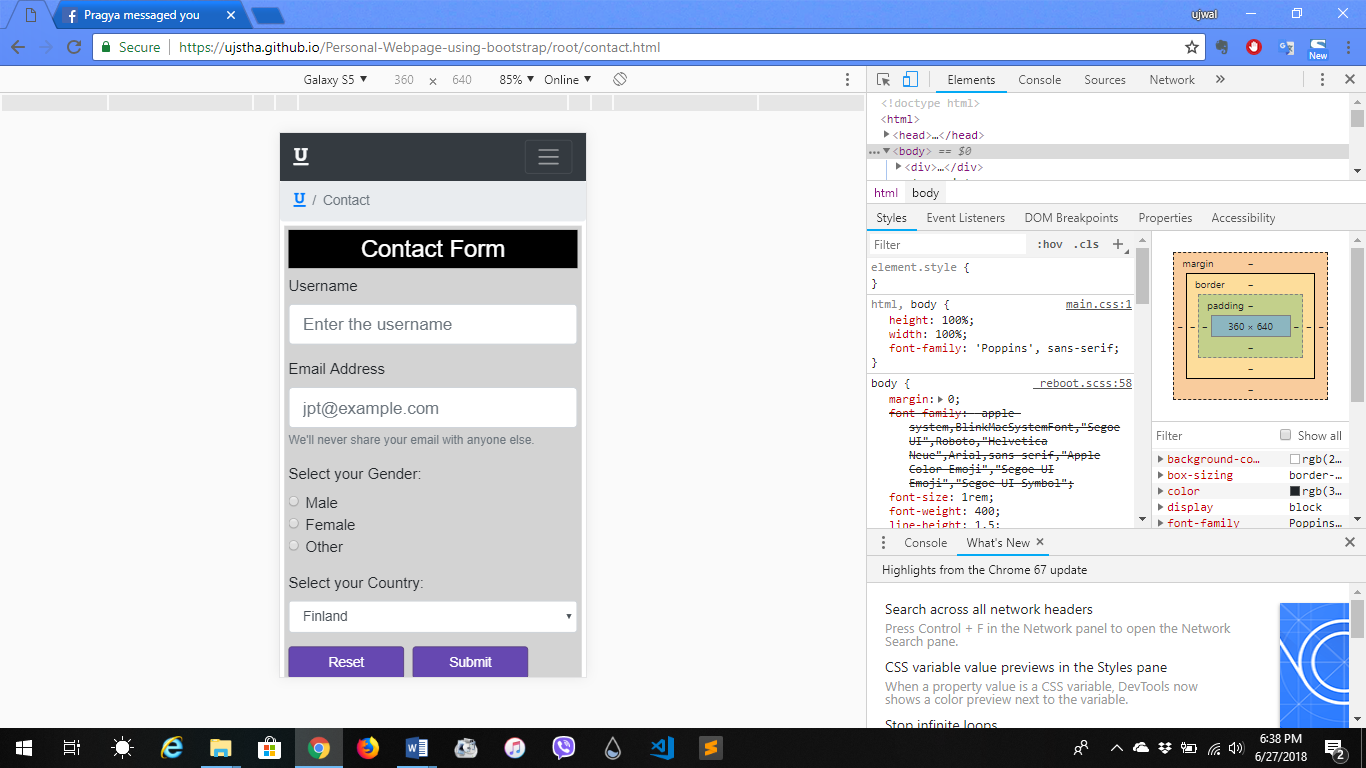 Pragya messaged you
ujwal
Secure
https://ujstha.github.io/Personal-Webpage-using-bootstrap/root/contact.html
New
Galaxy S5 ▼ 360 × 640 85% ▼ Online ▼
U
U / Contact
Contact Form
Username
Enter the username
Email Address
jpt@example.com
We'll never share your email with anyone else.
Select your Gender:
Male
Female
Other
Select your Country:
Finland
Reset Submit
Elements Console Sources Network »
<!doctype html>
<html>
▶<head>…</head>
…▼<body> == $0
▶<div>…</div>
html body
Styles Event Listeners DOM Breakpoints Properties Accessibility
Filter :hov .cls +
element.style {
}
html, body { main.css:1
height: 100%;
width: 100%;
font-family: 'Poppins', sans-serif;
}
body { _reboot.scss:58
margin:▶ 0;
font-family: -apple-
system,BlinkMacSystemFont,"Segoe
UI",Roboto,"Helvetica
Neue",Arial,sans-serif,"Apple
Color Emoji","Segoe UI
Emoji","Segoe UI Symbol";
font-size: 1rem;
font-weight: 400;
line-height: 1.5;
margin –
border –
padding –
– – – 360 × 640 – – –
–
–
–
Filter Show all
▶ background-co… rgb(2…
▶ box-sizing border-…
▶ color rgb(3…
▶ display block
▶ font-family Poppins…
Console What's New ×
Highlights from the Chrome 67 update
Search across all network headers
Press Control + F in the Network panel to open the Network
Search pane.
CSS variable value previews in the Styles pane
When a property value is a CSS variable, DevTools now
shows a color preview next to the variable.
Stop infinite loops
6:38 PM
6/27/2018
2